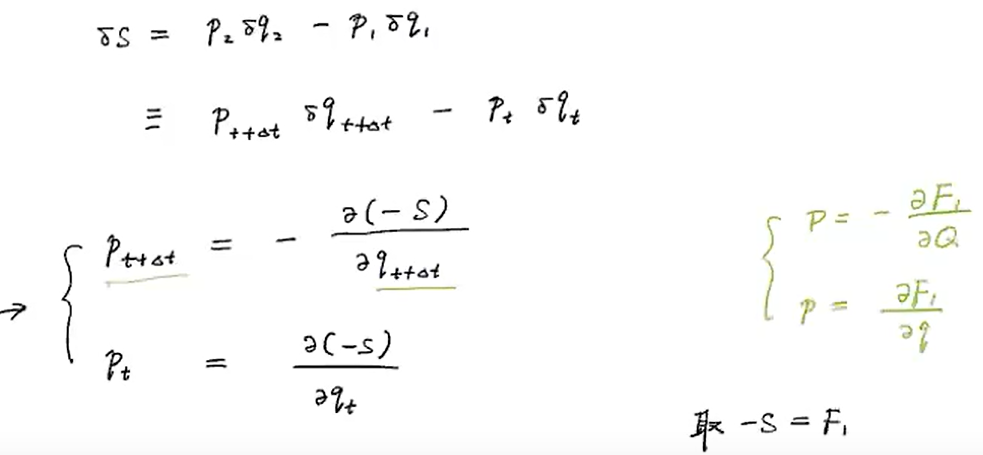 δS = P₂ δq₂ − P₁ δq₁
≡ P_{t+Δt} δq_{t+Δt} − P_t δq_t
→ { P_{t+Δt} = − ∂(−S)/∂q_{t+Δt}
P_t = ∂(−S)/∂q_t
{ P = − ∂F₁/∂Q
p = ∂F₁/∂q
取 −S = F₁